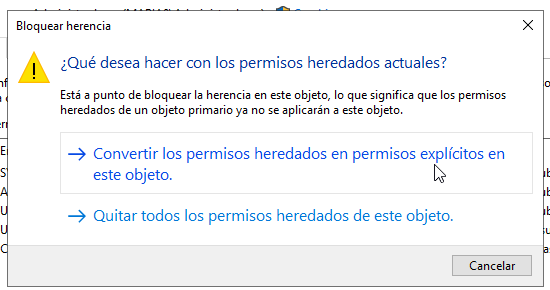 Bloquear herencia
¿Qué desea hacer con los permisos heredados actuales?
Está a punto de bloquear la herencia en este objeto, lo que significa que los permisos
heredados de un objeto primario ya no se aplicarán a este objeto.
Convertir los permisos heredados en permisos explícitos en
este objeto.
Quitar todos los permisos heredados de este objeto.
Cancelar